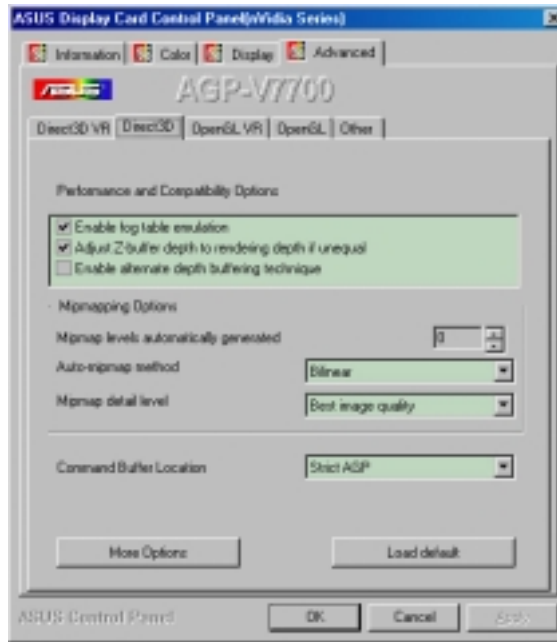 ASUS Display Card Control Panel(nVidia Series)
Information Color Display Advanced
ASUS AGP-V7700
Direct3D VR Direct3D OpenGL VR OpenGL Other
Performance and Compatibility Options
Enable fog table emulation
Adjust Z-buffer depth to rendering depth if unequal
Enable alternate depth buffering technique
Mipmapping Options
Mipmap levels automatically generated 0
Auto-mipmap method Bilinear
Mipmap detail level Best image quality
Command Buffer Location Strict AGP
More Options Load default
ASUS Control Panel OK Cancel Apply